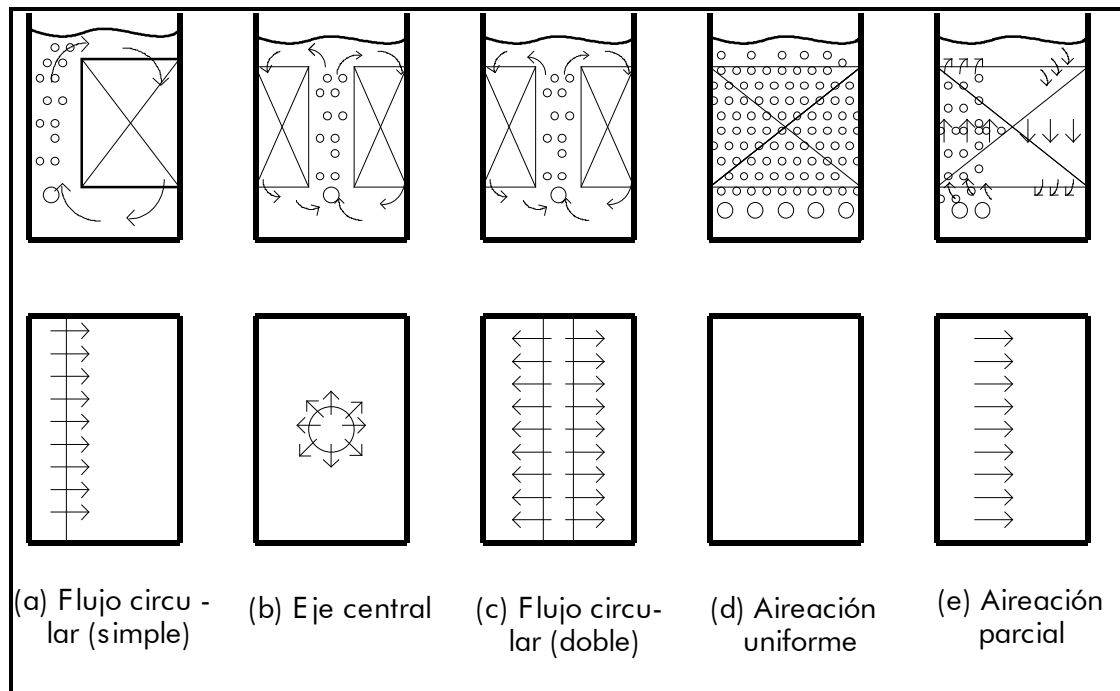 (a) Flujo circu -
lar (simple)
(b) Eje central
(c) Flujo circu-
lar (doble)
(d) Aireación
uniforme
(e) Aireación
parcial